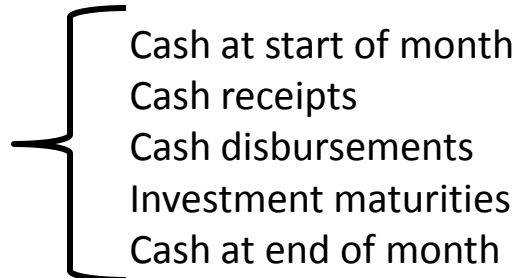 Cash at start of month
Cash receipts
Cash disbursements
Investment maturities
Cash at end of month